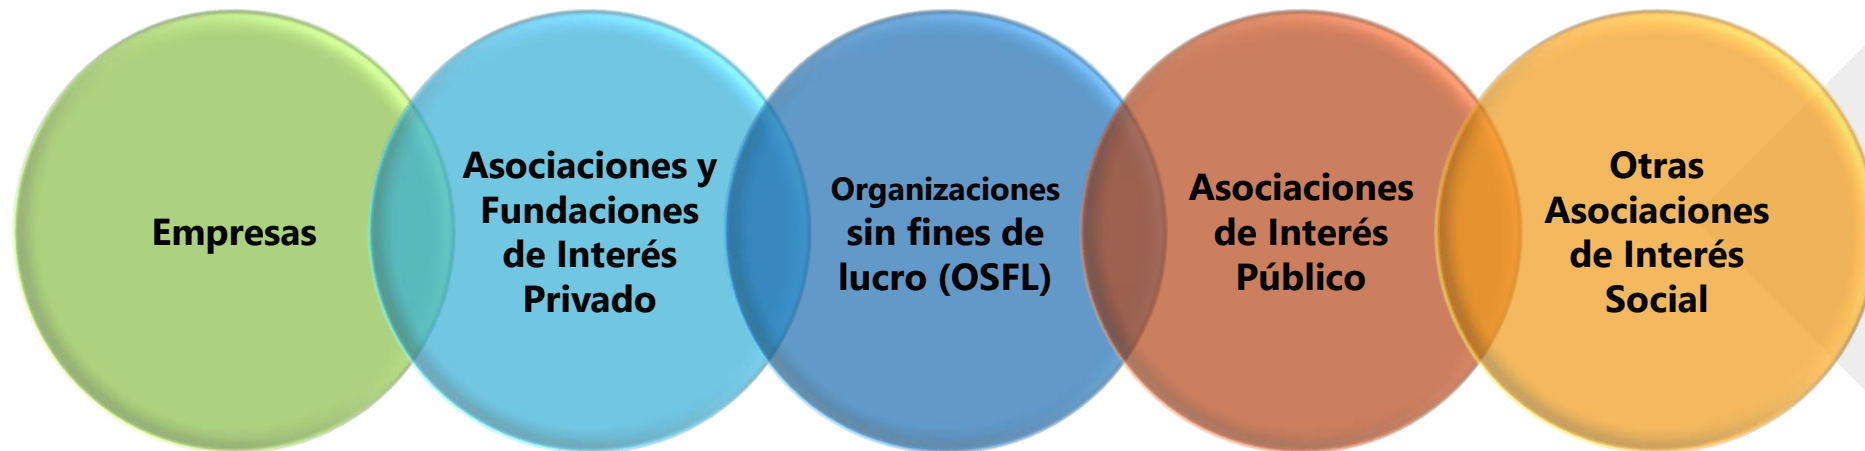 Empresas
Asociaciones y
Fundaciones
de Interés
Privado
Organizaciones
sin fines de
lucro (OSFL)
Asociaciones
de Interés
Público
Otras
Asociaciones
de Interés
Social